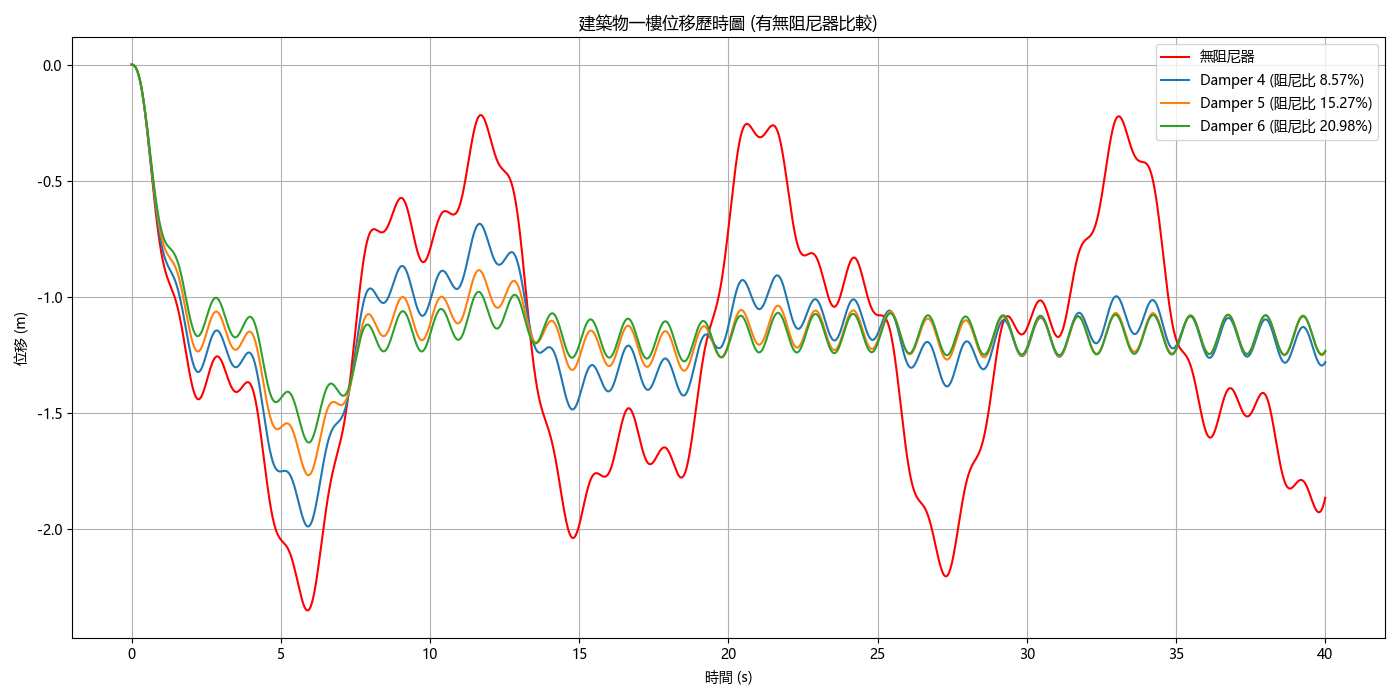 建築物一樓位移歷時圖 (有無阻尼器比較)
無阻尼器
Damper 4 (阻尼比 8.57%)
Damper 5 (阻尼比 15.27%)
Damper 6 (阻尼比 20.98%)
位移 (m)
0.0
-0.5
-1.0
-1.5
-2.0
0 5 10 15 20 25 30 35 40
時間 (s)